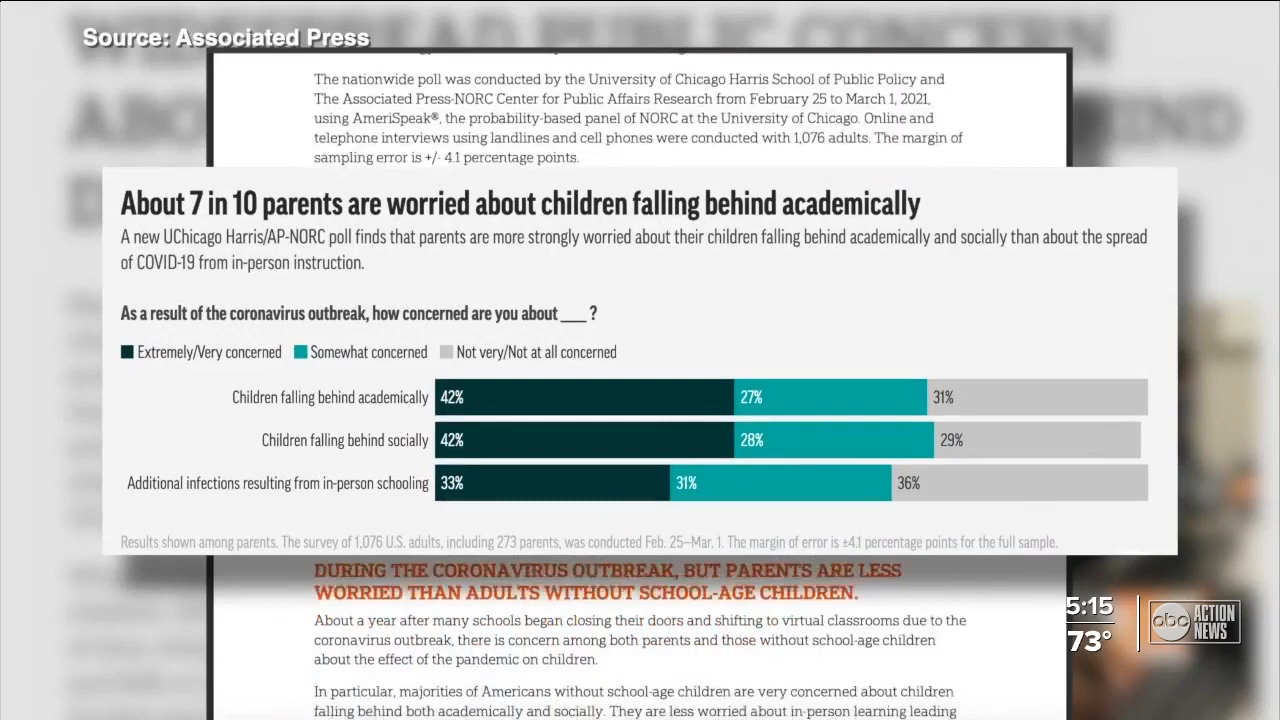 Source: Associated Press
WIDESPREAD PUBLIC CONCERN
The nationwide poll was conducted by the University of Chicago Harris School of Public Policy and
The Associated Press-NORC Center for Public Affairs Research from February 25 to March 1, 2021,
using AmeriSpeak®, the probability-based panel of NORC at the University of Chicago. Online and
telephone interviews using landlines and cell phones were conducted with 1,076 adults. The margin of
sampling error is +/- 4.1 percentage points.
About 7 in 10 parents are worried about children falling behind academically
A new UChicago Harris/AP-NORC poll finds that parents are more strongly worried about their children falling behind academically and socially than about the spread
of COVID-19 from in-person instruction.
As a result of the coronavirus outbreak, how concerned are you about ___ ?
Extremely/Very concerned Somewhat concerned Not very/Not at all concerned
Children falling behind academically 42% 27% 31%
Children falling behind socially 42% 28% 29%
Additional infections resulting from in-person schooling 33% 31% 36%
Results shown among parents. The survey of 1,076 U.S. adults, including 273 parents, was conducted Feb. 25–Mar. 1. The margin of error is ±4.1 percentage points for the full sample.
DURING THE CORONAVIRUS OUTBREAK, BUT PARENTS ARE LESS
WORRIED THAN ADULTS WITHOUT SCHOOL-AGE CHILDREN.
About a year after many schools began closing their doors and shifting to virtual classrooms due to the
coronavirus outbreak, there is concern among both parents and those without school-age children
about the effect of the pandemic on children.
In particular, majorities of Americans without school-age children are very concerned about children
falling behind both academically and socially. They are less worried about in-person learning leading
5:15
73°
abc ACTION
NEWS